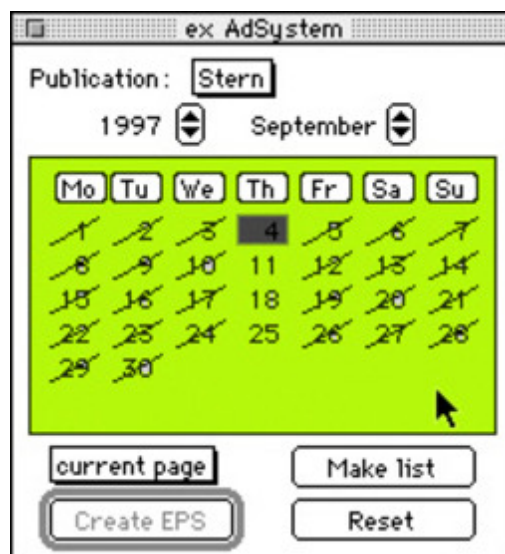 ex AdSystem
Publication: Stern
1997 September
Mo Tu We Th Fr Sa Su
1 2 3 4 5 6 7
8 9 10 11 12 13 14
15 16 17 18 19 20 21
22 23 24 25 26 27 28
29 30
current page Make list
Create EPS Reset